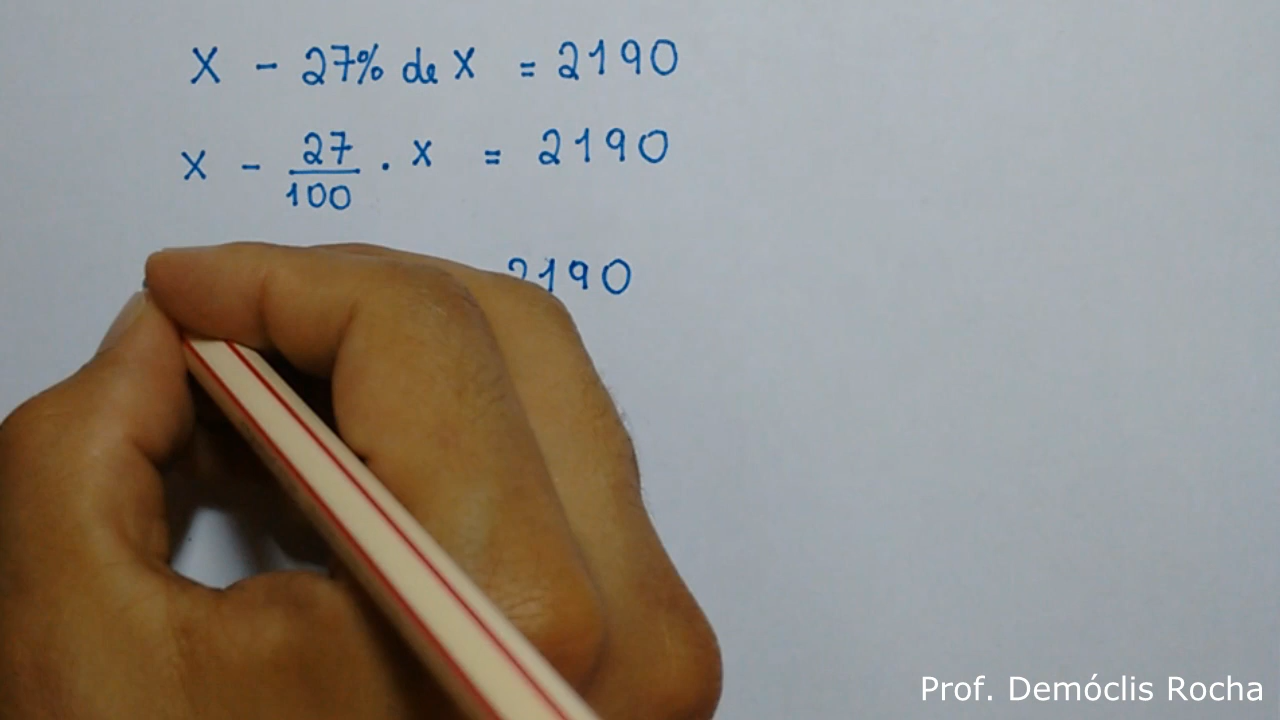 x - 27% de x = 2190
x - 27/100 . x = 2190
2190
Prof. Demóclis Rocha